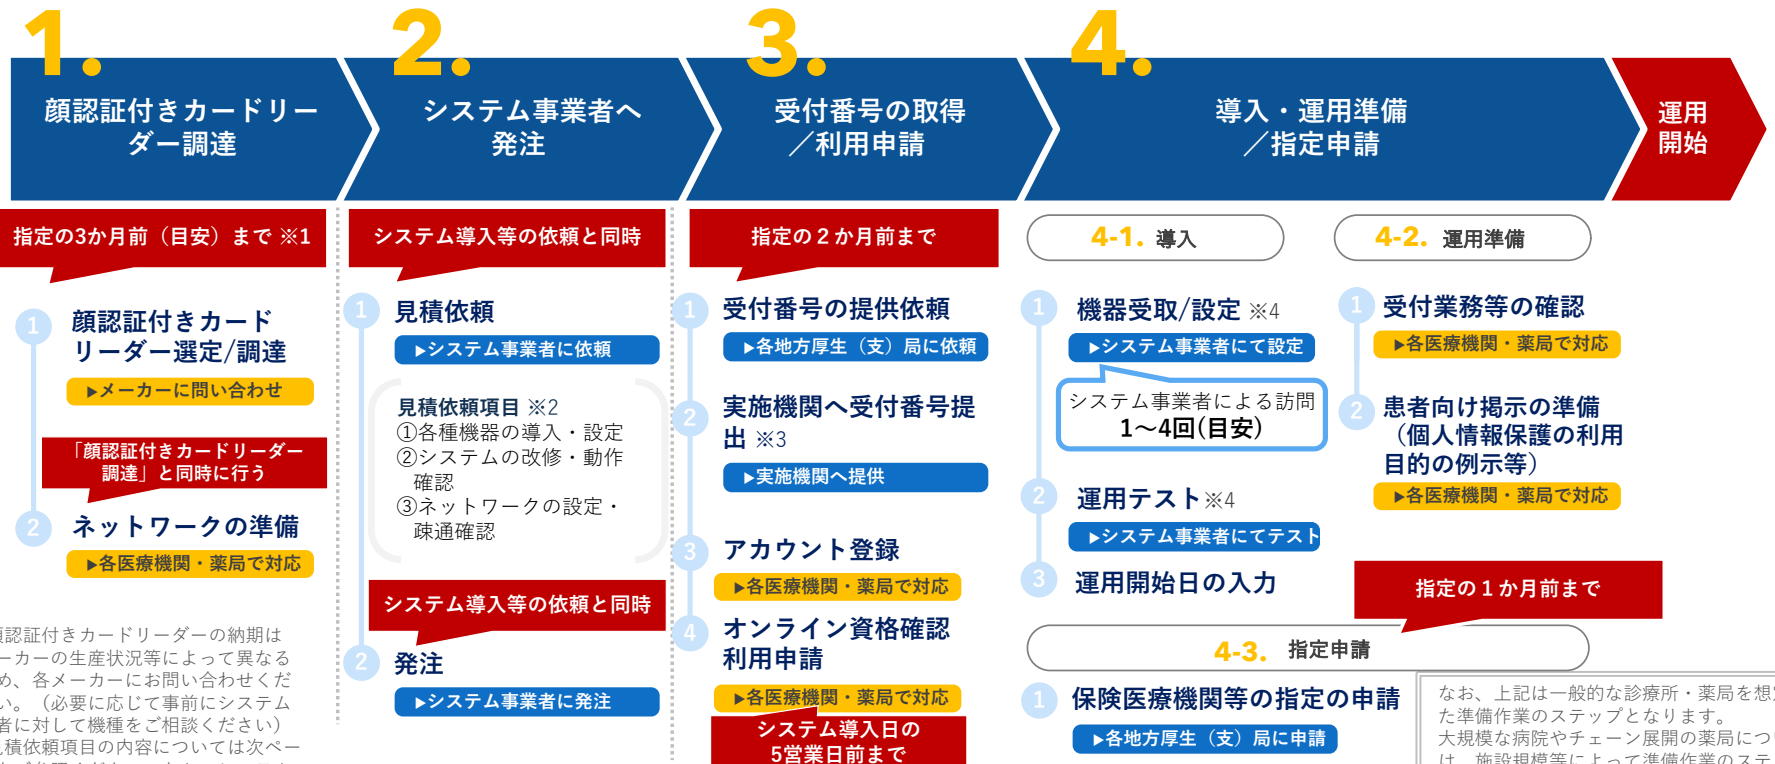 1.
顔認証付きカードリー
ダー調達
2.
システム事業者へ
発注
3.
受付番号の取得
／利用申請
4.
導入・運用準備
／指定申請
運用
開始
指定の3か月前（目安）まで ※1
1
顔認証付きカード
リーダー選定/調達
▶メーカーに問い合わせ
「顔認証付きカードリーダー
調達」と同時に行う
2
ネットワークの準備
▶各医療機関・薬局で対応
顔認証付きカードリーダーの納期は
ーカーの生産状況等によって異なる
め、各メーカーにお問い合わせくだ
い。（必要に応じて事前にシステム
者に対して機種をご相談ください）
見積依頼項目の内容については次ペー
システム導入等の依頼と同時
1
見積依頼
▶システム事業者に依頼
見積依頼項目 ※2
①各種機器の導入・設定
②システムの改修・動作
確認
③ネットワークの設定・
疎通確認
システム導入等の依頼と同時
2
発注
▶システム事業者に発注
指定の２か月前まで
1
受付番号の提供依頼
▶各地方厚生（支）局に依頼
2
実施機関へ受付番号提
出 ※3
▶実施機関へ提供
3
アカウント登録
▶各医療機関・薬局で対応
4
オンライン資格確認
利用申請
▶各医療機関・薬局で対応
システム導入日の
5営業日前まで
4-1. 導入
1
機器受取/設定 ※4
▶システム事業者にて設定
システム事業者による訪問
1～4回(目安)
2
運用テスト※4
▶システム事業者にてテスト
3
運用開始日の入力
4-2. 運用準備
1
受付業務等の確認
▶各医療機関・薬局で対応
2
患者向け掲示の準備
（個人情報保護の利用
目的の例示等）
▶各医療機関・薬局で対応
指定の１か月前まで
4-3. 指定申請
1
保険医療機関等の指定の申請
▶各地方厚生（支）局に申請
なお、上記は一般的な診療所・薬局を想定
た準備作業のステップとなります。
大規模な病院やチェーン展開の薬局につい
は、施設規模等によって準備作業のステ